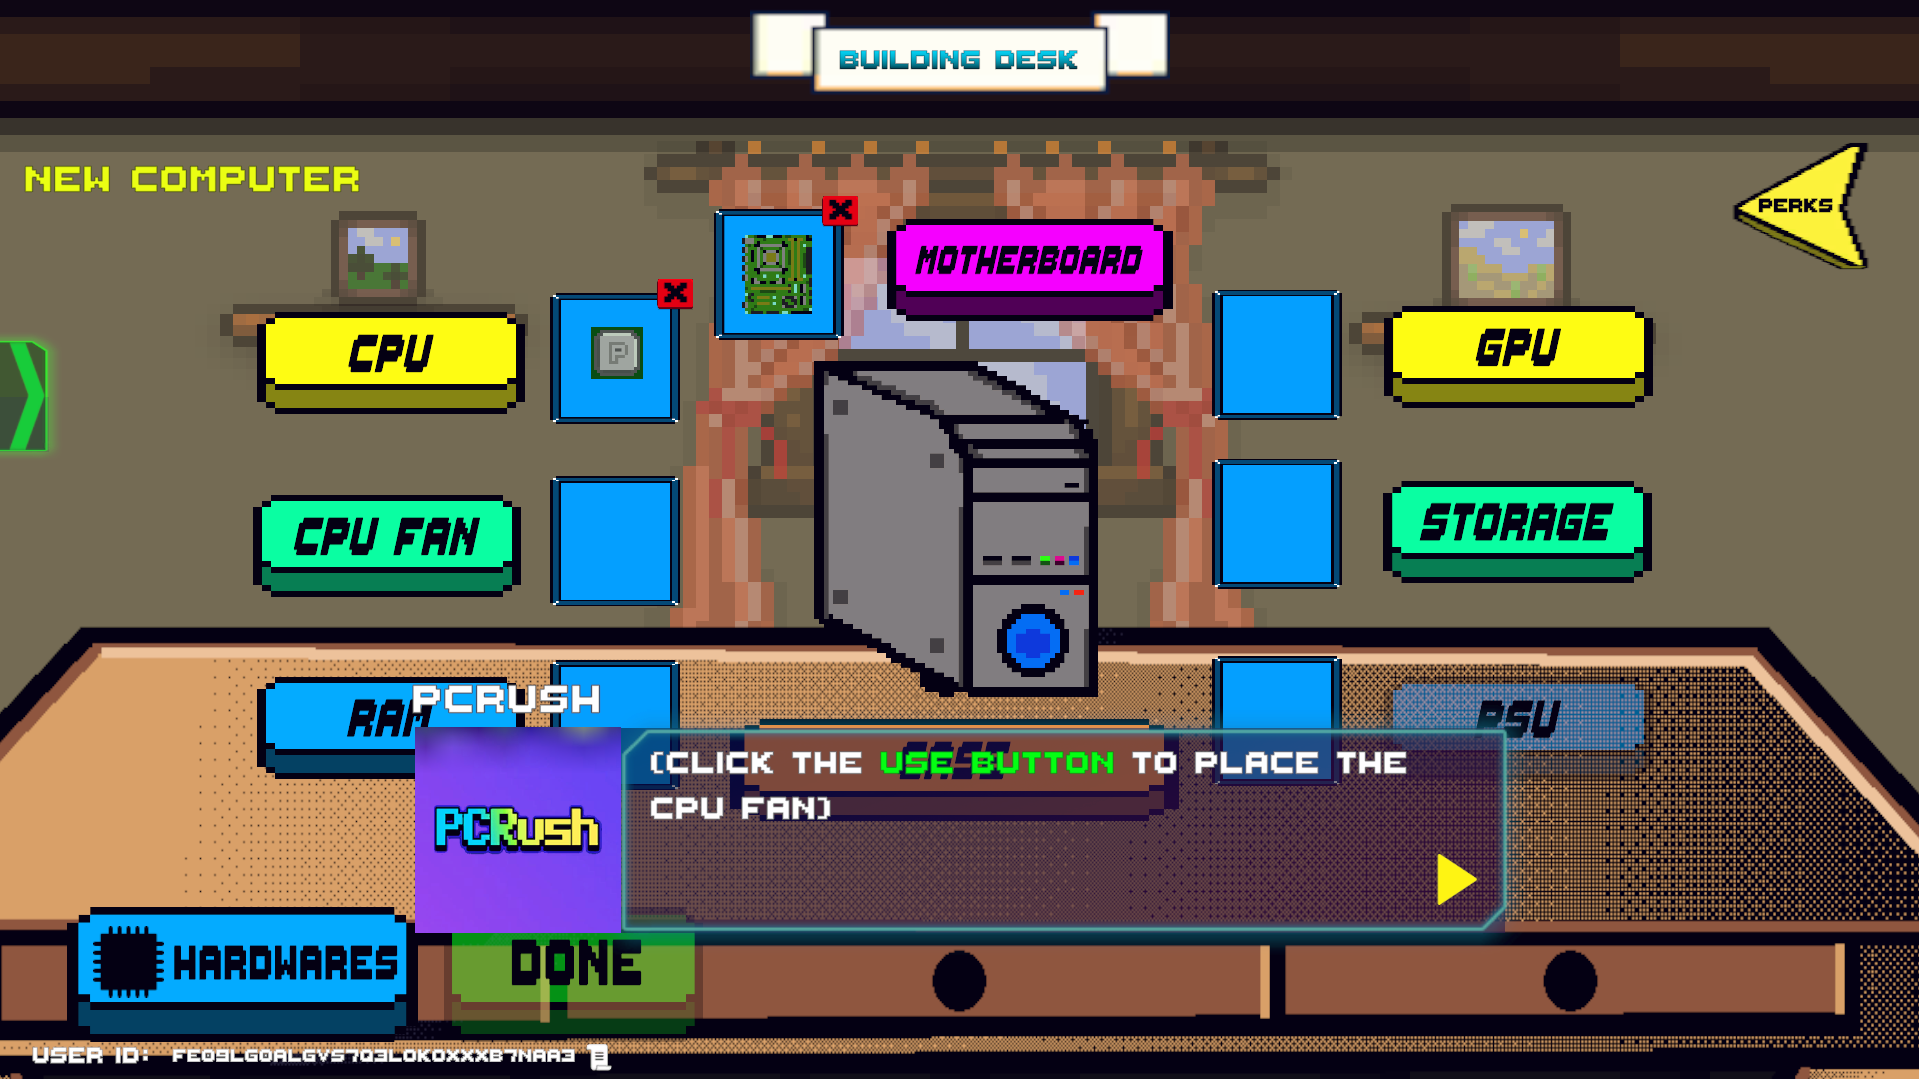 BUILDING DESK
NEW COMPUTER
PERKS
MOTHERBOARD
CPU
P
GPU
CPU FAN
STORAGE
RAM
PSU
PCRUSH
PCRush
CASE
(CLICK THE USE BUTTON TO PLACE THE
CPU FAN)
HARDWARES
DONE